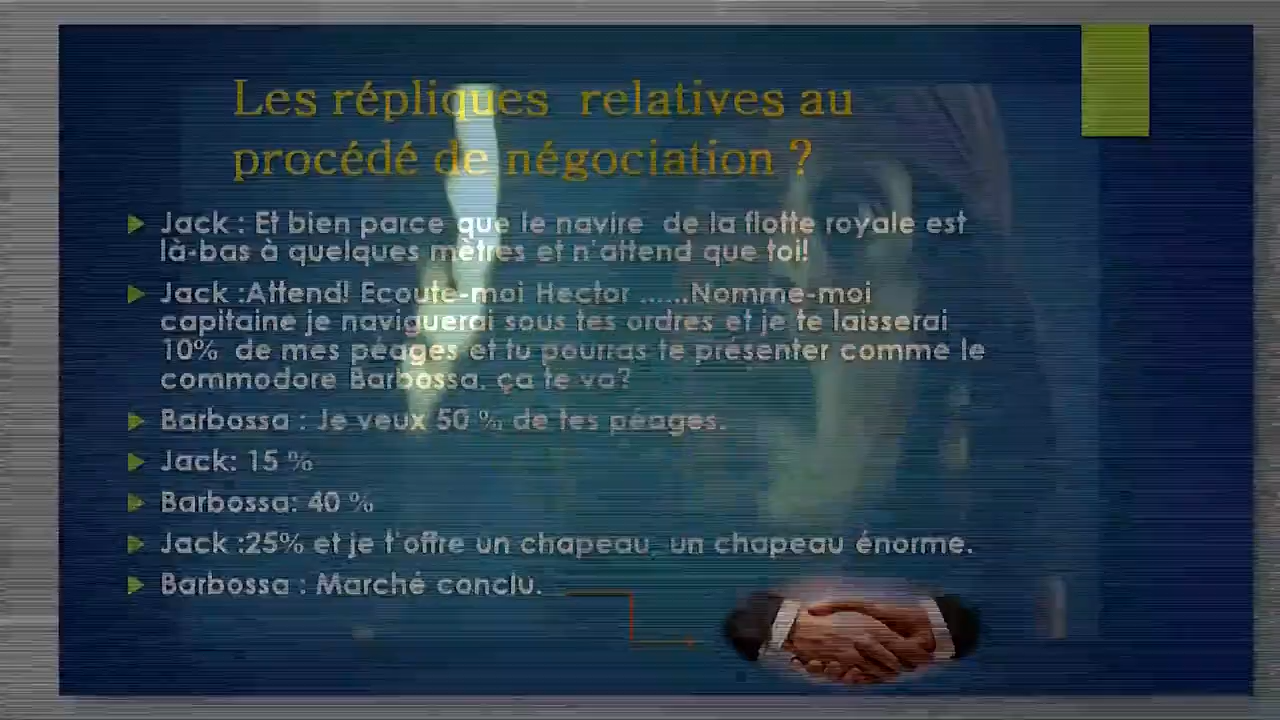 Les répliques relatives au
procédé de négociation ?
Jack : Et bien parce que le navire de la flotte royale est
là-bas à quelques mètres et n'attend que toi!
Jack :Attend! Ecoute-moi Hector ......Nomme-moi
capitaine je naviguerai sous tes ordres et je te laisserai
10% de mes péages et tu pourras te présenter comme le
commodore Barbossa, ça te va?
Barbossa : Je veux 50 % de tes péages.
Jack: 15 %
Barbossa: 40 %
Jack :25% et je t'offre un chapeau, un chapeau énorme.
Barbossa : Marché conclu.